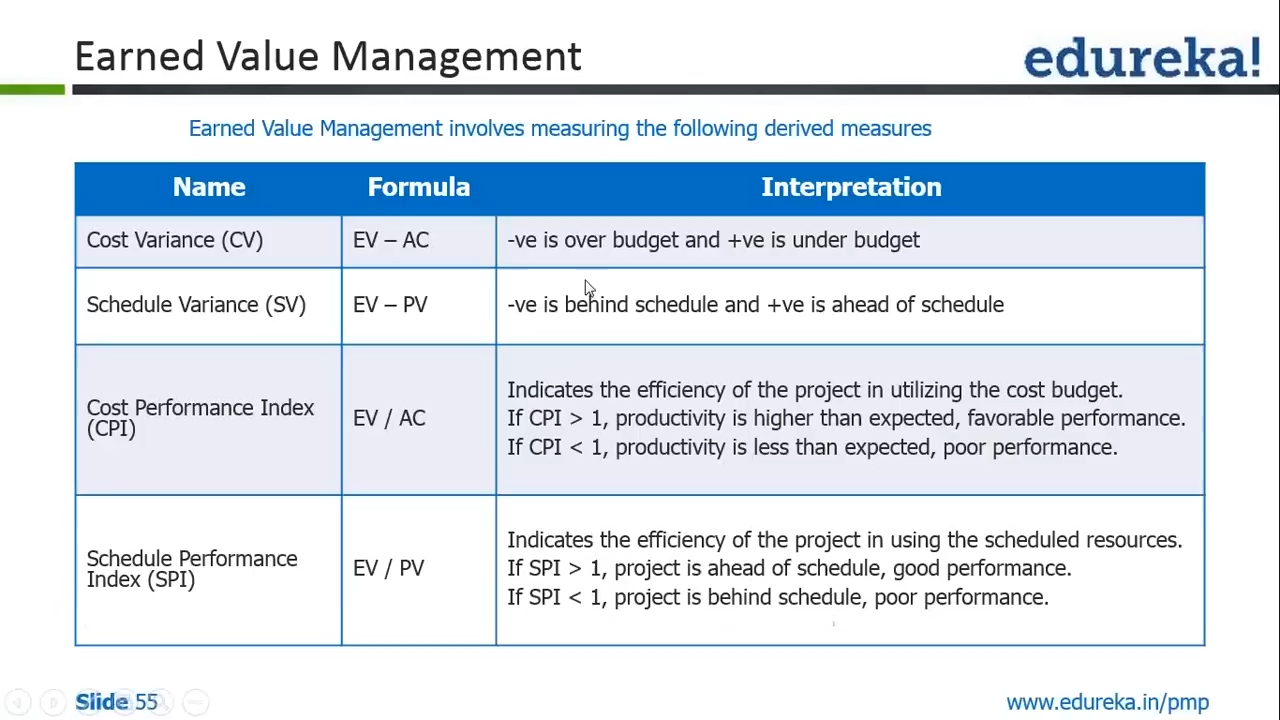 Earned Value Management
edureka!
Earned Value Management involves measuring the following derived measures
Name
Formula
Interpretation
Cost Variance (CV)
EV – AC
-ve is over budget and +ve is under budget
Schedule Variance (SV)
EV – PV
-ve is behind schedule and +ve is ahead of schedule
Cost Performance Index
(CPI)
EV / AC
Indicates the efficiency of the project in utilizing the cost budget.
If CPI > 1, productivity is higher than expected, favorable performance.
If CPI < 1, productivity is less than expected, poor performance.
Schedule Performance
Index (SPI)
EV / PV
Indicates the efficiency of the project in using the scheduled resources.
If SPI > 1, project is ahead of schedule, good performance.
If SPI < 1, project is behind schedule, poor performance.
Slide 55
www.edureka.in/pmp